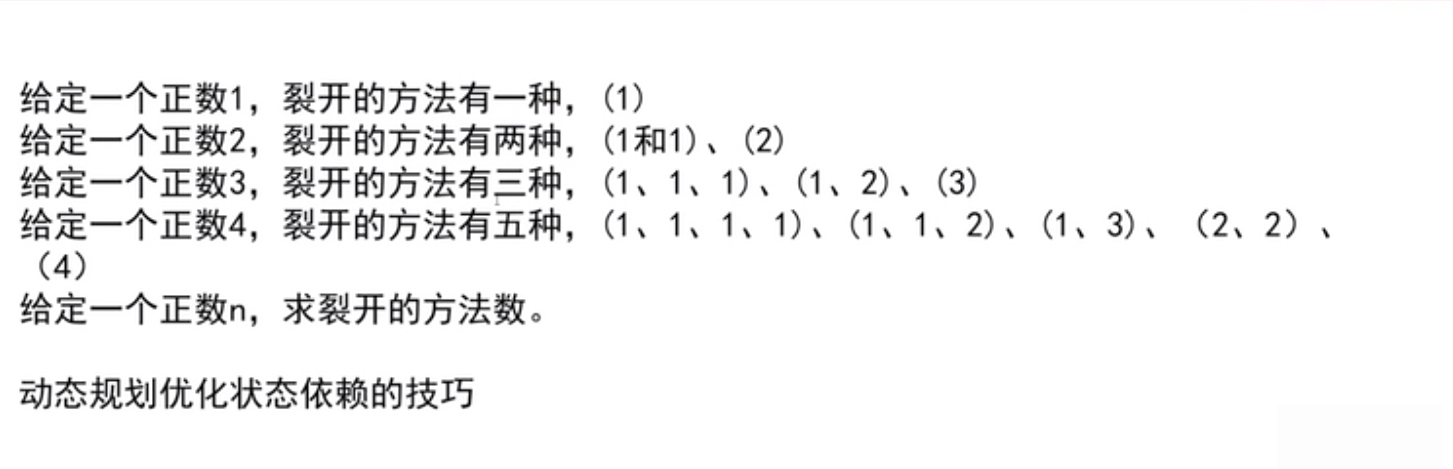 给定一个正数1，裂开的方法有一种，(1)
给定一个正数2，裂开的方法有两种，(1和1)、(2)
给定一个正数3，裂开的方法有三种，(1、1、1)、(1、2)、(3)
给定一个正数4，裂开的方法有五种，(1、1、1、1)、(1、1、2)、(1、3)、（2、2）、
（4）
给定一个正数n，求裂开的方法数。
动态规划优化状态依赖的技巧